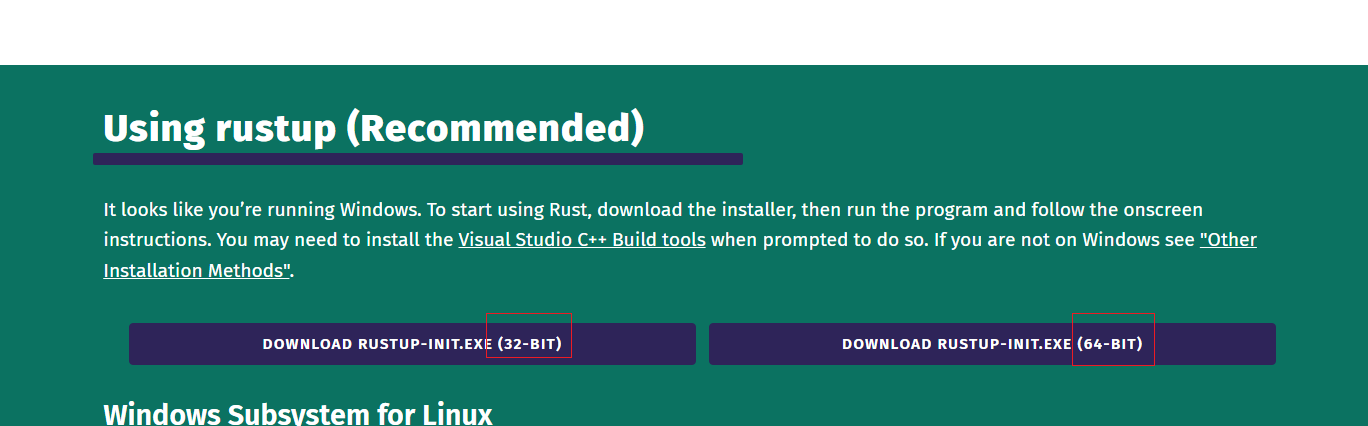 Using rustup (Recommended)
It looks like you’re running Windows. To start using Rust, download the installer, then run the program and follow the onscreen
instructions. You may need to install the Visual Studio C++ Build tools when prompted to do so. If you are not on Windows see "Other
Installation Methods".
DOWNLOAD RUSTUP-INIT.EXE (32-BIT)
DOWNLOAD RUSTUP-INIT.EXE (64-BIT)
Windows Subsystem for Linux